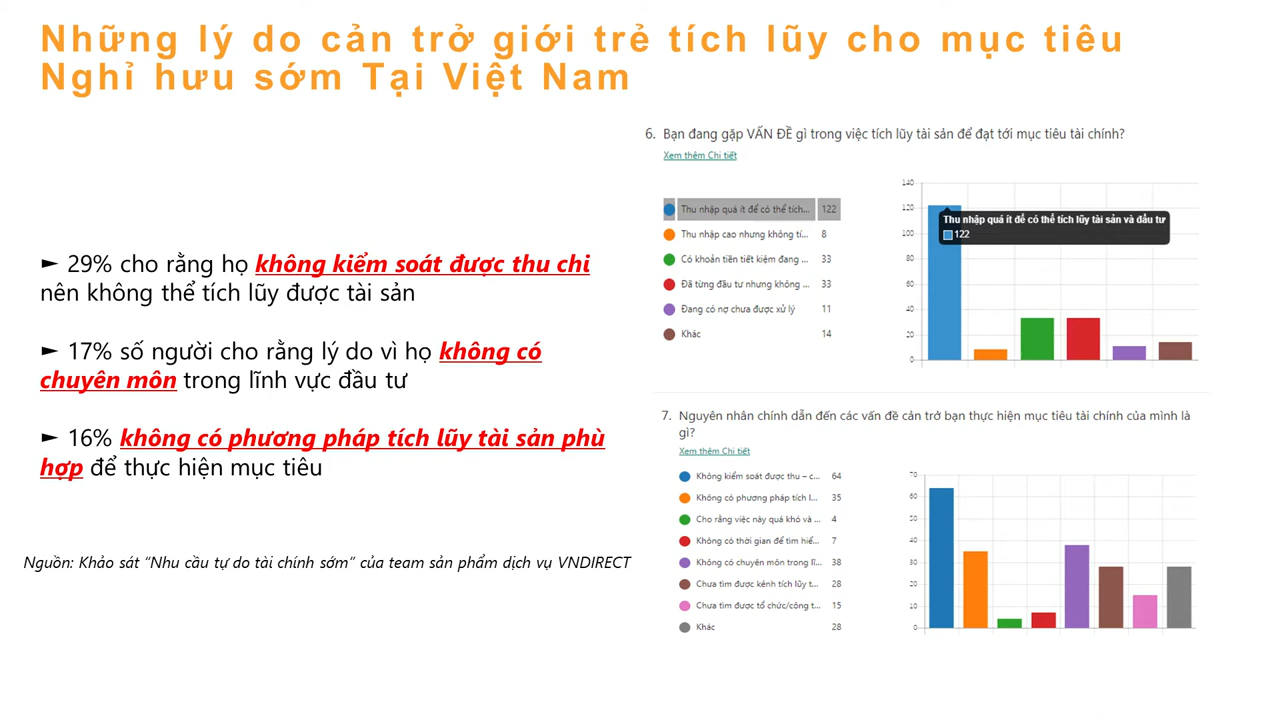 Những lý do cản trở giới trẻ tích lũy cho mục tiêu
Nghỉ hưu sớm Tại Việt Nam
► 29% cho rằng họ không kiểm soát được thu chi
nên không thể tích lũy được tài sản
► 17% số người cho rằng lý do vì họ không có
chuyên môn trong lĩnh vực đầu tư
► 16% không có phương pháp tích lũy tài sản phù
hợp để thực hiện mục tiêu
Nguồn: Khảo sát “Nhu cầu tự do tài chính sớm” của team sản phẩm dịch vụ VNDIRECT
6. Bạn đang gặp VẤN ĐỀ gì trong việc tích lũy tài sản để đạt tới mục tiêu tài chính?
Xem thêm Chi tiết
Thu nhập quá ít để có thể tích... 122
Thu nhập cao nhưng không tí... 8
Có khoản tiền tiết kiệm đang ... 33
Đã từng đầu tư nhưng không ... 33
Đang có nợ chưa được xử lý 11
Khác 14
140
120
100
80
60
40
20
0
Thu nhập quá ít để có thể tích lũy tài sản và đầu tư
122
7. Nguyên nhân chính dẫn đến các vấn đề cản trở bạn thực hiện mục tiêu tài chính của mình là
gì?
Xem thêm Chi tiết
Không kiểm soát được thu – c... 64
Không có phương pháp tích l... 35
Cho rằng việc này quá khó và ... 4
Không có thời gian để tìm hiể... 7
Không có chuyên môn trong lĩ... 38
Chưa tìm được kênh tích lũy t... 28
Chưa tìm được tổ chức/công t... 15
Khác 28
70
60
50
40
30
20
10
0